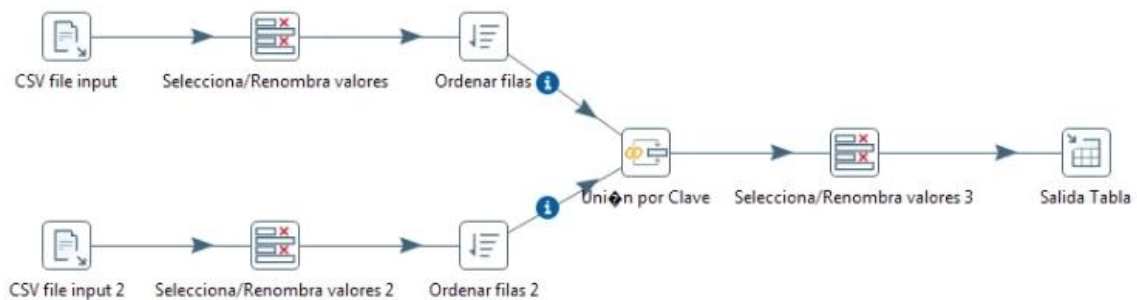 CSV file input
Selecciona/Renombra valores
Ordenar filas
Uni�n por Clave
Selecciona/Renombra valores 3
Salida Tabla
CSV file input 2
Selecciona/Renombra valores 2
Ordenar filas 2